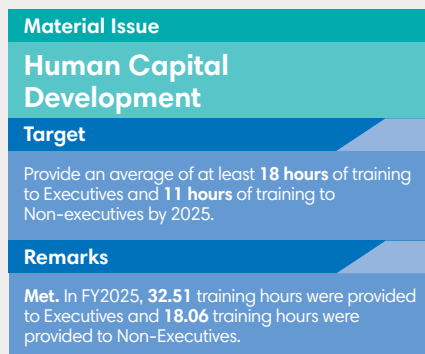 Material Issue
Human Capital
Development
Target
Provide an average of at least 18 hours of training
to Executives and 11 hours of training to
Non-executives by 2025.
Remarks
Met. In FY2025, 32.51 training hours were provided
to Executives and 18.06 training hours were
provided to Non-Executives.